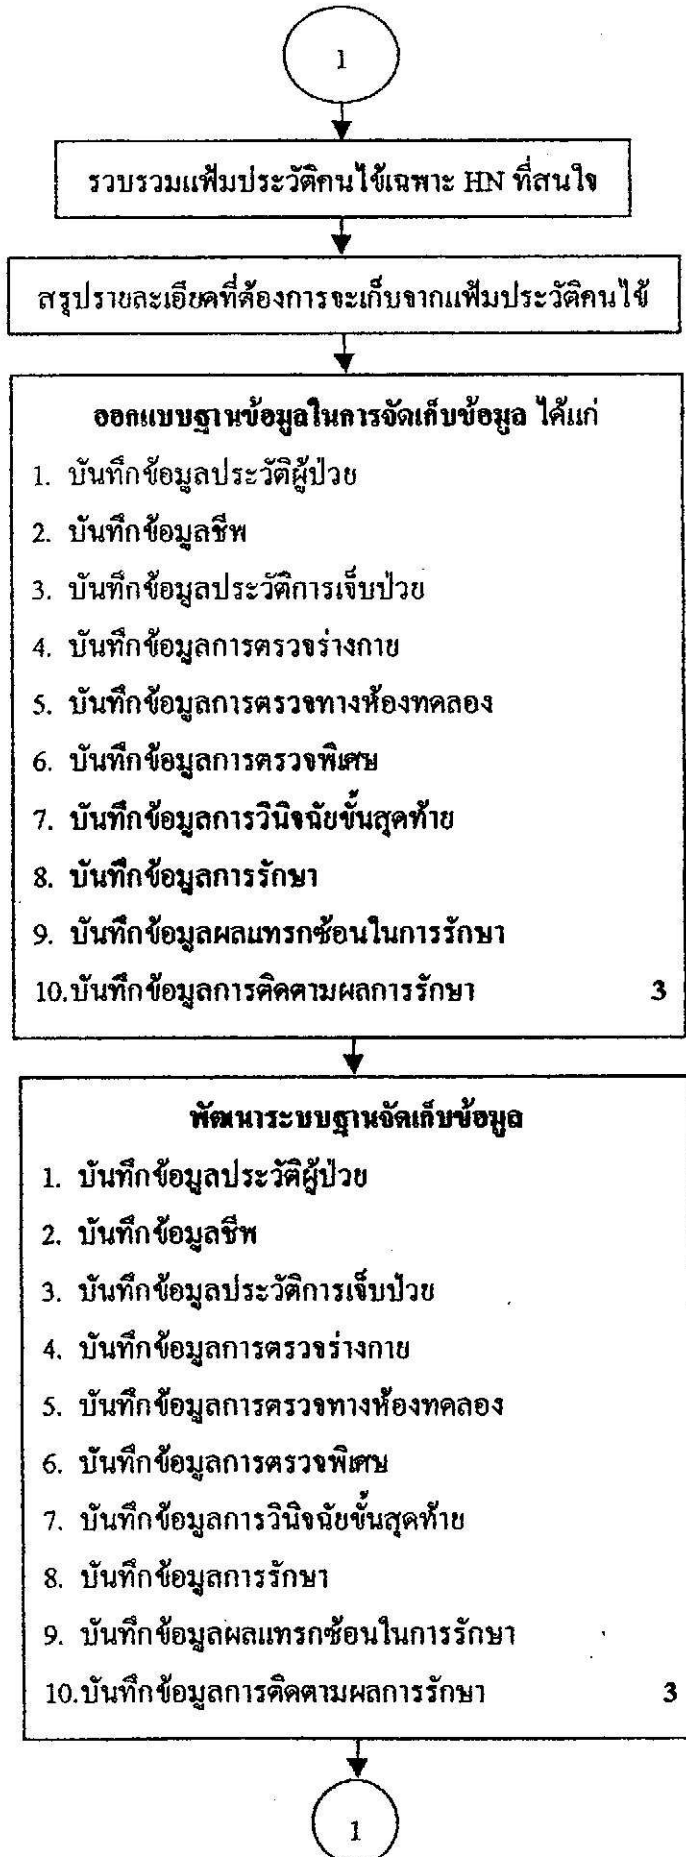 1
รวบรวมแฟ้มประวัติคนไข้เฉพาะ HN ที่สนใจ
สรุปรายละเอียดที่ต้องการจะเก็บจากแฟ้มประวัติคนไข้
ออกแบบฐานข้อมูลในการจัดเก็บข้อมูล ได้แก่
1. บันทึกข้อมูลประวัติผู้ป่วย
2. บันทึกข้อมูลชีพ
3. บันทึกข้อมูลประวัติการเจ็บป่วย
4. บันทึกข้อมูลการตรวจร่างกาย
5. บันทึกข้อมูลการตรวจทางห้องทดลอง
6. บันทึกข้อมูลการตรวจพิเศษ
7. บันทึกข้อมูลการวินิจฉัยขั้นสุดท้าย
8. บันทึกข้อมูลการรักษา
9. บันทึกข้อมูลผลแทรกซ้อนในการรักษา
10.บันทึกข้อมูลการติดตามผลการรักษา 3
พัฒนาระบบฐานจัดเก็บข้อมูล
1. บันทึกข้อมูลประวัติผู้ป่วย
2. บันทึกข้อมูลชีพ
3. บันทึกข้อมูลประวัติการเจ็บป่วย
4. บันทึกข้อมูลการตรวจร่างกาย
5. บันทึกข้อมูลการตรวจทางห้องทดลอง
6. บันทึกข้อมูลการตรวจพิเศษ
7. บันทึกข้อมูลการวินิจฉัยขั้นสุดท้าย
8. บันทึกข้อมูลการรักษา
9. บันทึกข้อมูลผลแทรกซ้อนในการรักษา
10.บันทึกข้อมูลการติดตามผลการรักษา 3
1